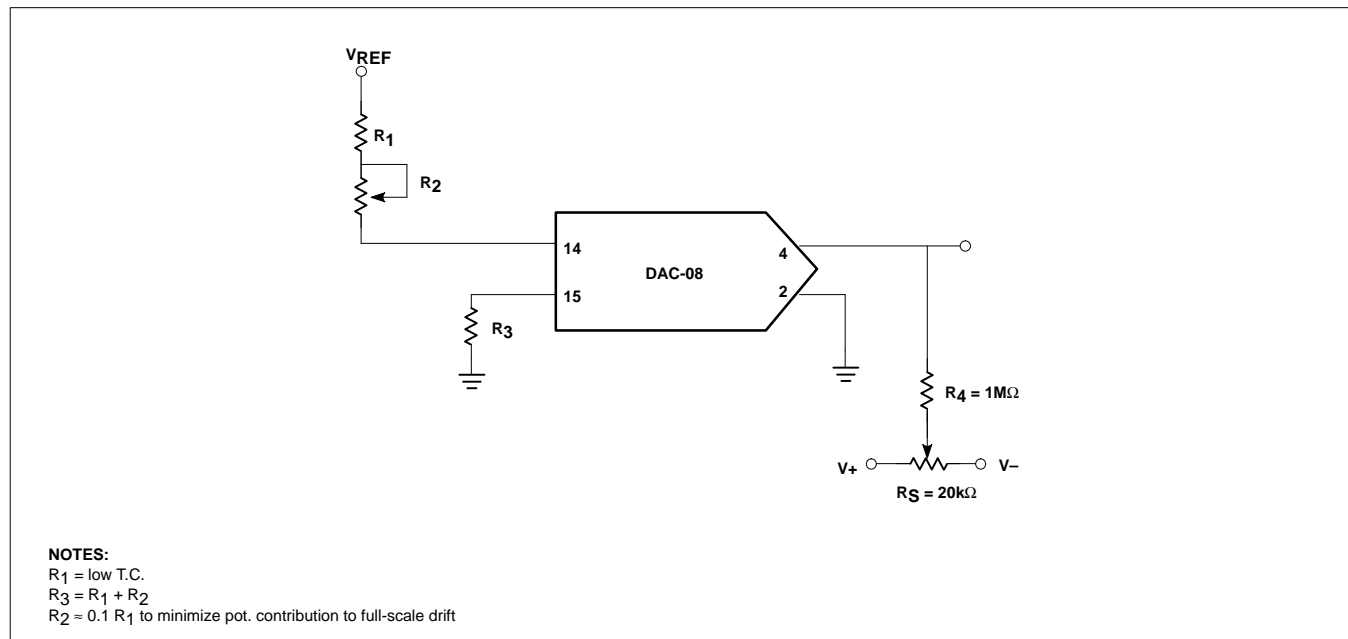 VREF
R1
R2
14
4
DAC-08
15
2
R3
R4 = 1MΩ
V+
V–
RS = 20kΩ
NOTES:
R1 = low T.C.
R3 = R1 + R2
R2 ≈ 0.1 R1 to minimize pot. contribution to full-scale drift